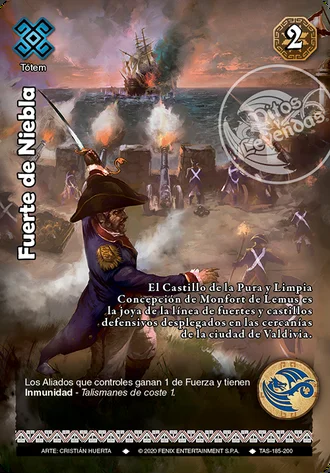 2
Tótem
Mitos y Leyendas
Fuerte de Niebla
El Castillo de la Pura y Limpia
Concepción de Monfort de Lemus es
la joya de la línea de fuertes y castillos
defensivos desplegados en las cercanías
de la ciudad de Valdivia.
Los Aliados que controles ganan 1 de Fuerza y tienen
Inmunidad - Talismanes de coste 1.
ARTE: CRISTIÁN HUERTA
© 2020 FENIX ENTERTAINMENT S.P.A.
TAS-185-200